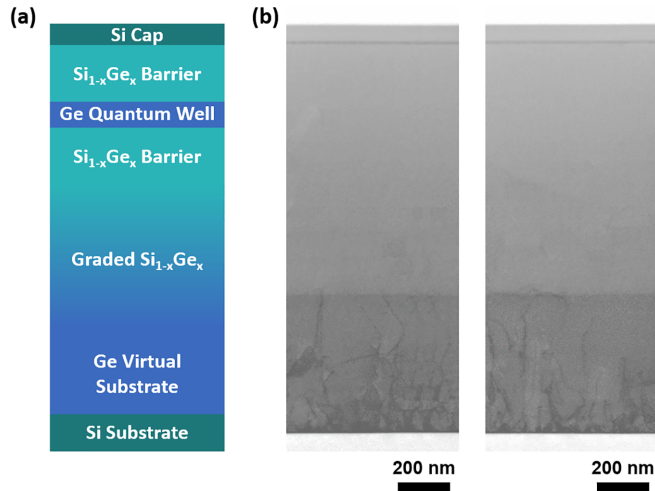 (a)
Si Cap
Si1-xGex Barrier
Ge Quantum Well
Si1-xGex Barrier
Graded Si1-xGex
Ge Virtual
Substrate
Si Substrate
(b)
200 nm
200 nm